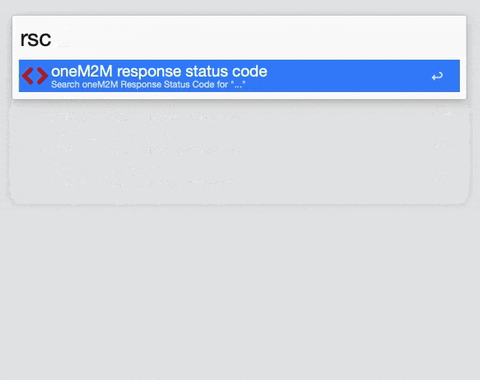 rsc
oneM2M response status code
Search oneM2M Response Status Code for "..."